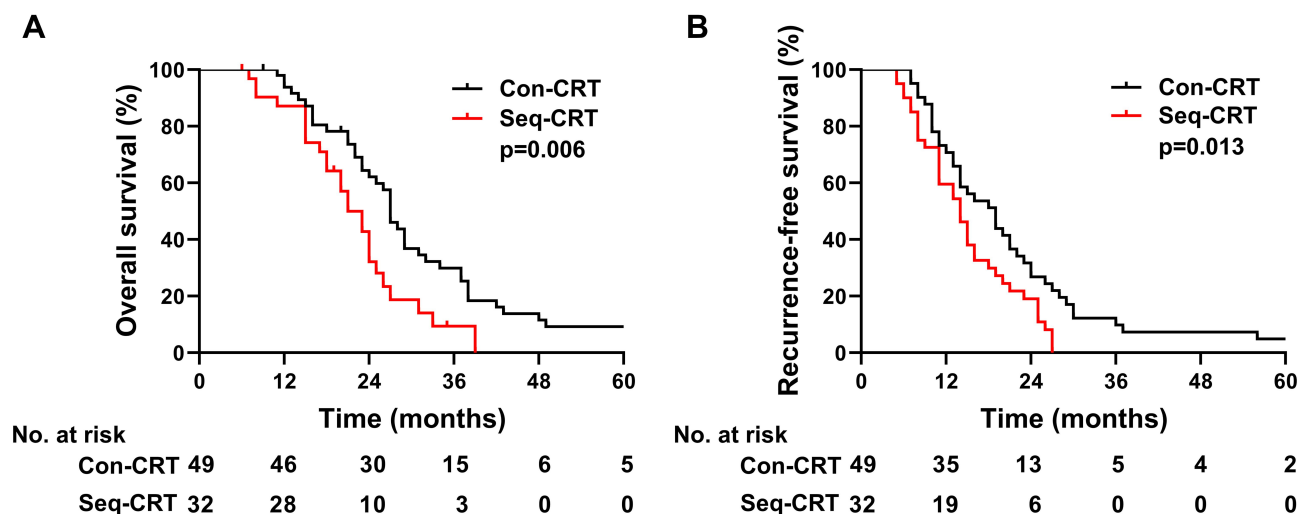 A
Overall survival (%)
100
80
60
40
20
0
Con-CRT
Seq-CRT
p=0.006
0 12 24 36 48 60
Time (months)
No. at risk
Con-CRT 49 46 30 15 6 5
Seq-CRT 32 28 10 3 0 0
B
Recurrence-free survival (%)
100
80
60
40
20
0
Con-CRT
Seq-CRT
p=0.013
0 12 24 36 48 60
Time (months)
No. at risk
Con-CRT 49 35 13 5 4 2
Seq-CRT 32 19 6 0 0 0